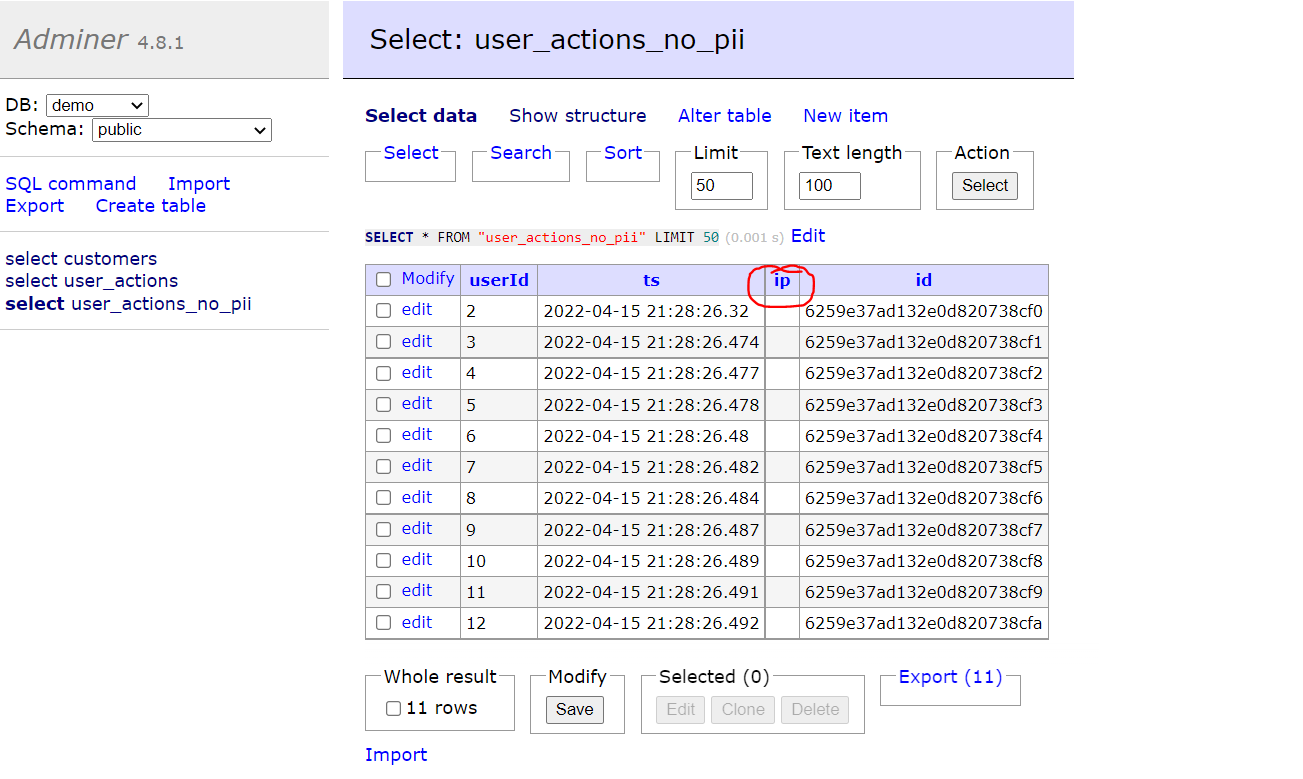 Adminer 4.8.1
DB: demo
Schema: public
SQL command Import
Export Create table
select customers
select user_actions
select user_actions_no_pii
Select: user_actions_no_pii
Select data Show structure Alter table New item
Select Search Sort Limit Text length Action
50 100 Select
SELECT * FROM "user_actions_no_pii" LIMIT 50 (0.001 s) Edit
Modify userId ts ip id
edit 2 2022-04-15 21:28:26.32 6259e37ad132e0d820738cf0
edit 3 2022-04-15 21:28:26.474 6259e37ad132e0d820738cf1
edit 4 2022-04-15 21:28:26.477 6259e37ad132e0d820738cf2
edit 5 2022-04-15 21:28:26.478 6259e37ad132e0d820738cf3
edit 6 2022-04-15 21:28:26.48 6259e37ad132e0d820738cf4
edit 7 2022-04-15 21:28:26.482 6259e37ad132e0d820738cf5
edit 8 2022-04-15 21:28:26.484 6259e37ad132e0d820738cf6
edit 9 2022-04-15 21:28:26.487 6259e37ad132e0d820738cf7
edit 10 2022-04-15 21:28:26.489 6259e37ad132e0d820738cf8
edit 11 2022-04-15 21:28:26.491 6259e37ad132e0d820738cf9
edit 12 2022-04-15 21:28:26.492 6259e37ad132e0d820738cfa
Whole result Modify Selected (0) Export (11)
11 rows Save Edit Clone Delete
Import